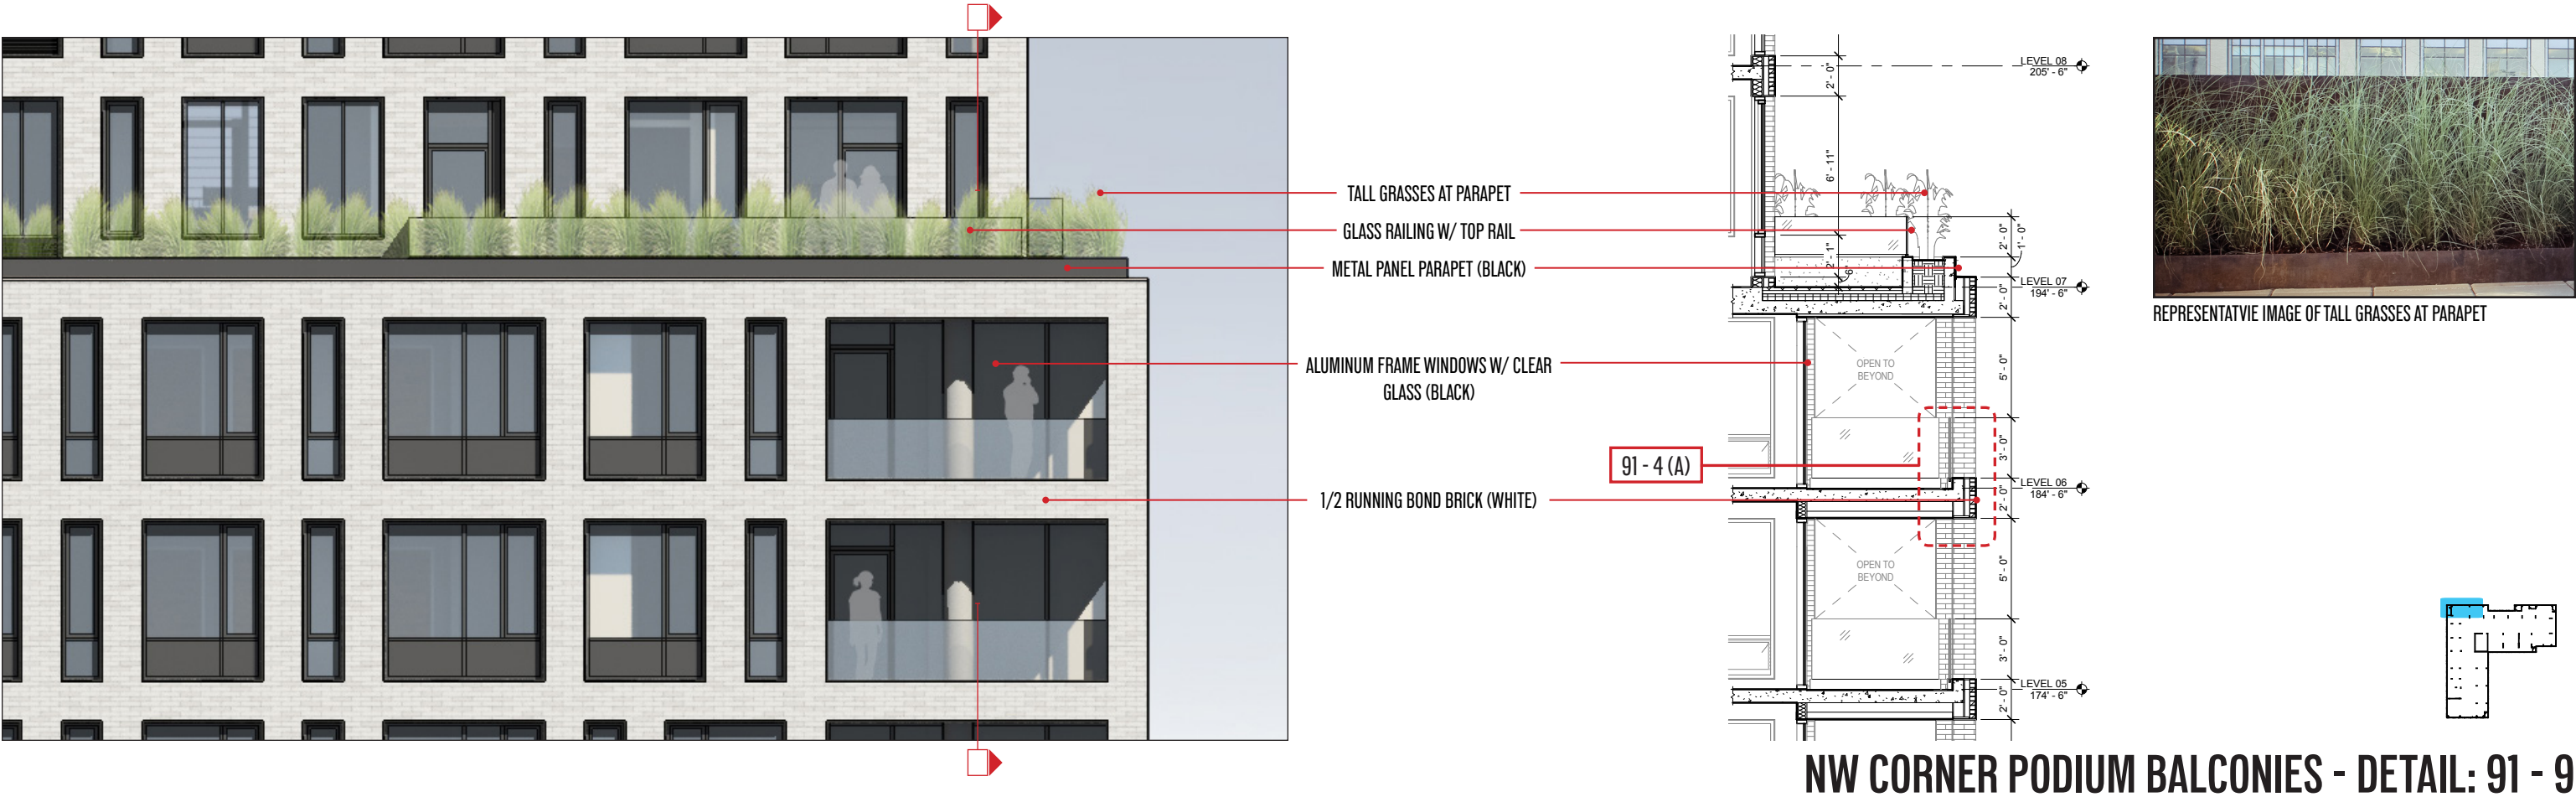 TALL GRASSES AT PARAPET
GLASS RAILING W/ TOP RAIL
METAL PANEL PARAPET (BLACK)
ALUMINUM FRAME WINDOWS W/ CLEAR
GLASS (BLACK)
1/2 RUNNING BOND BRICK (WHITE)
91 - 4 (A)
2' - 0"
6' - 11"
2' - 1"
6"
OPEN TO
BEYOND
OPEN TO
BEYOND
LEVEL 08
205' - 6"
2' - 0"
1' - 0"
LEVEL 07
194' - 6"
2' - 0"
5' - 0"
3' - 0"
LEVEL 06
184' - 6"
2' - 0"
5' - 0"
3' - 0"
LEVEL 05
174' - 6"
2' - 0"
REPRESENTATVIE IMAGE OF TALL GRASSES AT PARAPET
NW CORNER PODIUM BALCONIES - DETAIL: 91 - 9